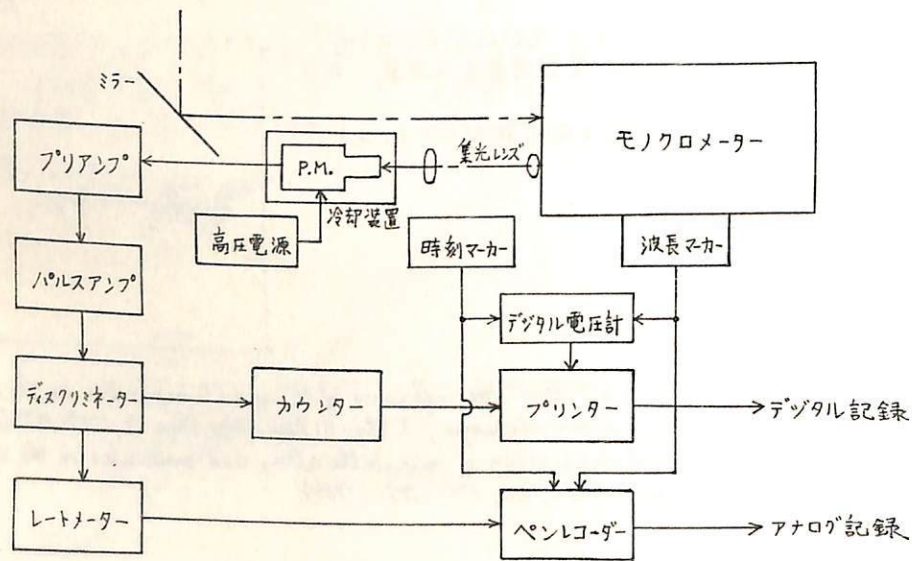 ミラー
モノクロメーター
集光レンズ
P.M.
プリアンプ
冷却装置
高圧電源
時刻マーカー
波長マーカー
パルスアンプ
デジタル電圧計
ディスクリミネーター
カウンター
プリンター
デジタル記録
レートメーター
ペンレコーダー
アナログ記録